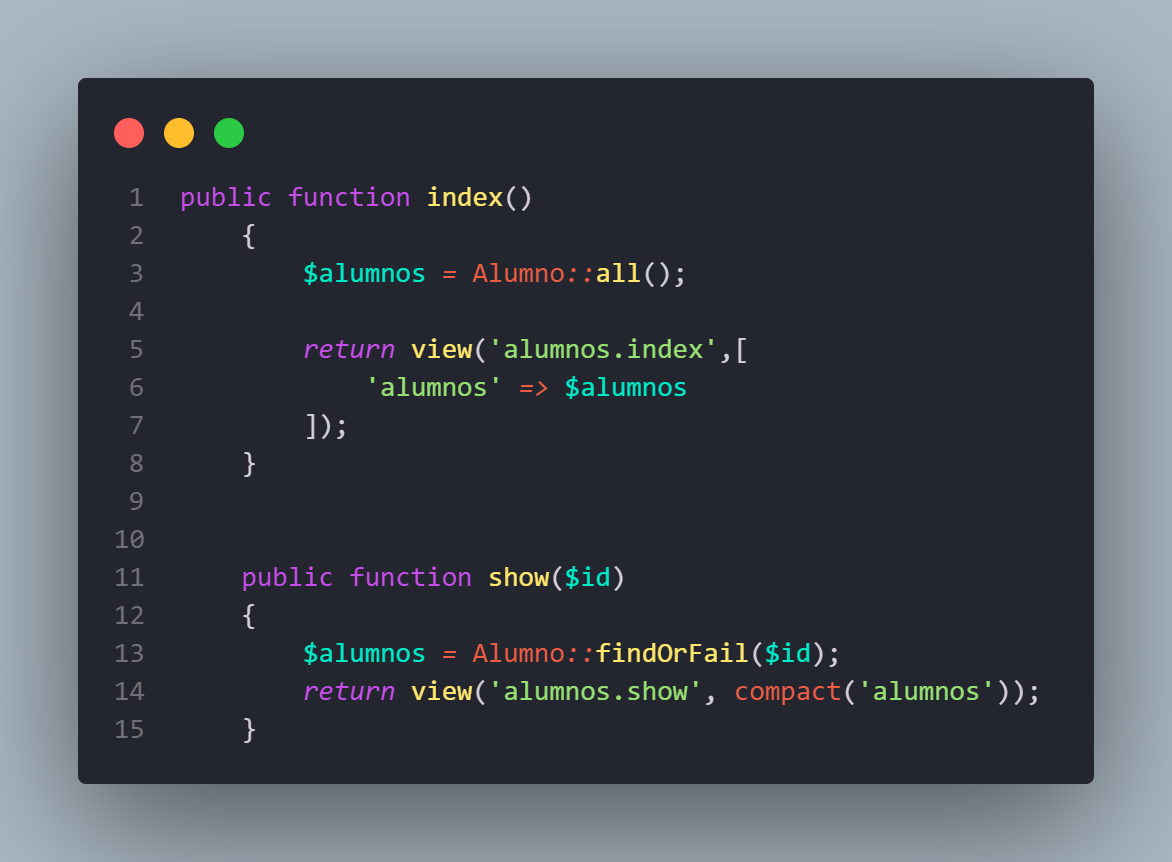 1 public function index()
2     {
3         $alumnos = Alumno::all();
4
5         return view('alumnos.index',[
6             'alumnos' => $alumnos
7         ]);
8     }
9
10
11     public function show($id)
12     {
13         $alumnos = Alumno::findOrFail($id);
14         return view('alumnos.show', compact('alumnos'));
15     }